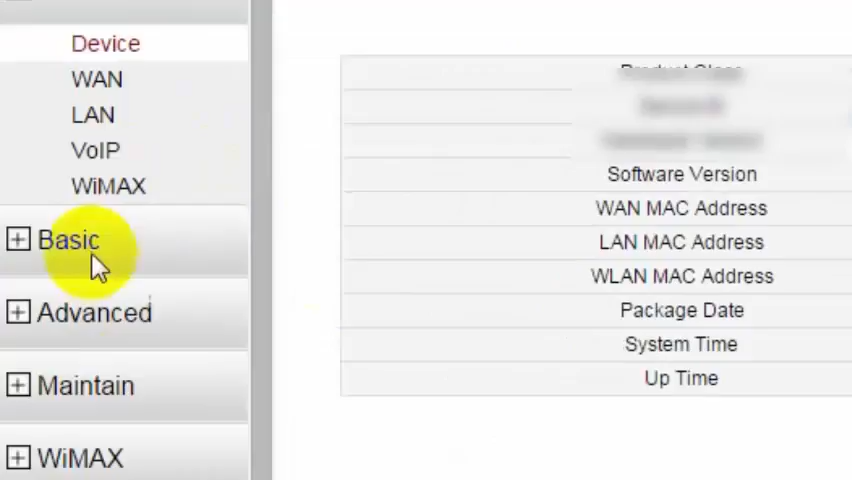 Device
WAN
LAN
VoIP
WiMAX
Basic
Advanced
Maintain
WiMAX
Software Version
WAN MAC Address
LAN MAC Address
WLAN MAC Address
Package Date
System Time
Up Time